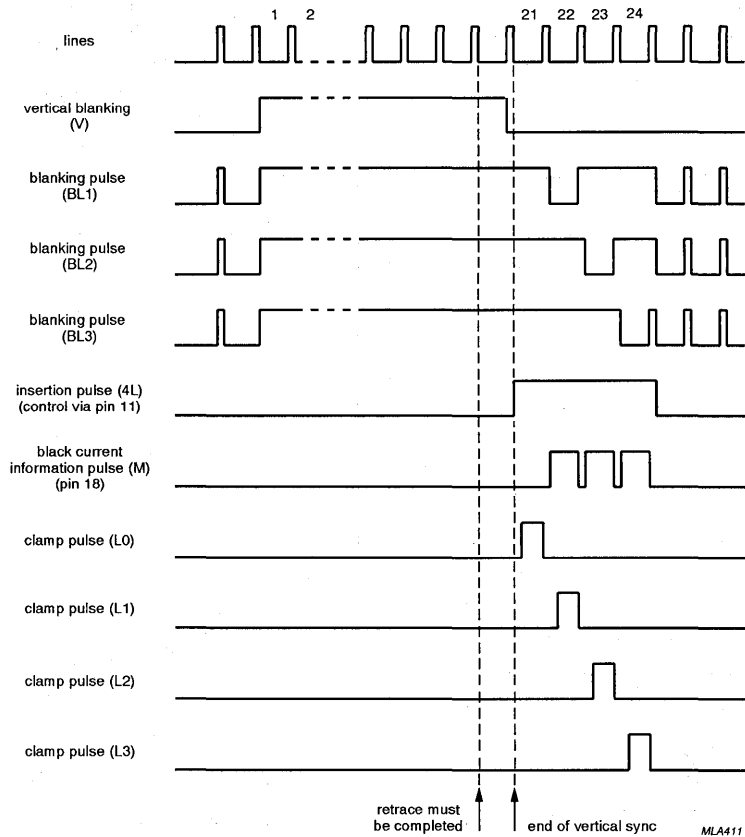 1 2 21 22 23 24
lines
vertical blanking
(V)
blanking pulse
(BL1)
blanking pulse
(BL2)
blanking pulse
(BL3)
insertion pulse (4L)
(control via pin 11)
black current
information pulse (M)
(pin 18)
clamp pulse (L0)
clamp pulse (L1)
clamp pulse (L2)
clamp pulse (L3)
retrace must
be completed
end of vertical sync
MLA411